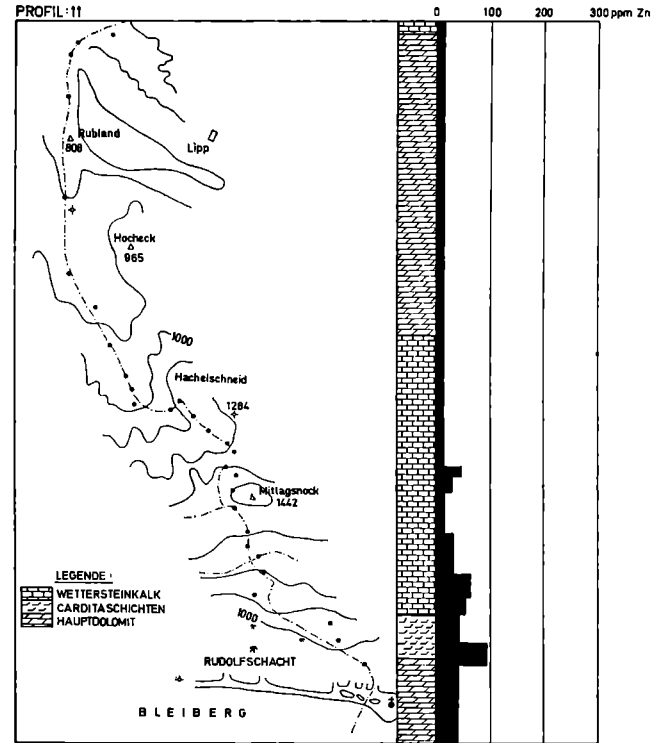 PROFIL:11
0 100 200 300 ppm Zn
Rubland
808
Lipp
Hocheck
965
1000
Hachelschneid
1284
Mittagsnock
1442
LEGENDE:
WETTERSTEINKALK
CARDITASCHICHTEN
HAUPTDOLOMIT
1000
RUDOLFSCHACHT
BLEIBERG